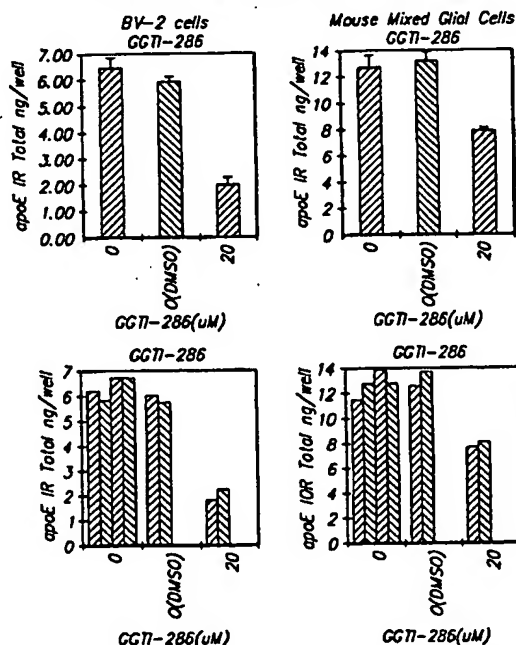 BV-2 cells
GGTI-286
apoE IR Total ng/well
7.00
6.00
5.00
4.00
3.00
2.00
1.00
0.00
0
O(DMSO)
20
GGTI-286(uM)
Mouse Mixed Glial Cells
GGTI-286
apoE IR Total ng/well
14
12
10
8
6
4
2
0
0
O(DMSO)
20
GGTI-286(uM)
GGTI-286
apoE IR Total ng/well
7
6
5
4
3
2
1
0
0
O(DMSO)
20
GGTI-286(uM)
GGTI-286
apoE IOR Total ng/well
14
12
10
8
6
4
2
0
0
O(DMSO)
20
GGTI-286(uM)